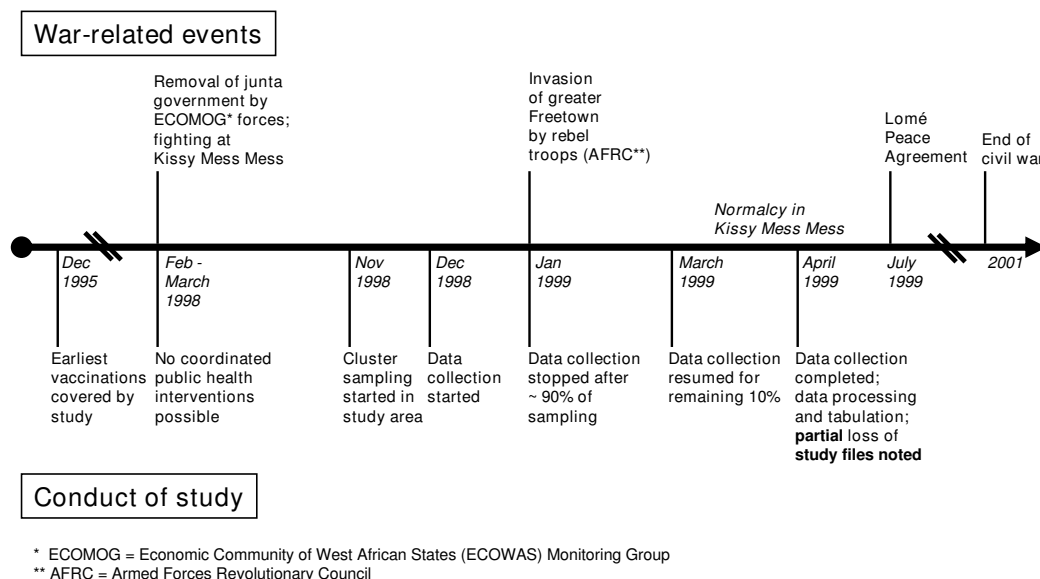 War-related events
Removal of junta
government by
ECOMOG* forces;
fighting at
Kissy Mess Mess
Invasion
of greater
Freetown
by rebel
troops (AFRC**)
Lomé
Peace
Agreement
End of
civil war
Normalcy in
Kissy Mess Mess
Dec
1995
Feb -
March
1998
Nov
1998
Dec
1998
Jan
1999
March
1999
April
1999
July
1999
2001
Earliest
vaccinations
covered by
study
No coordinated
public health
interventions
possible
Cluster
sampling
started in
study area
Data
collection
started
Data collection
stopped after
~ 90% of
sampling
Data collection
resumed for
remaining 10%
Data collection
completed;
data processing
and tabulation;
partial loss of
study files noted
Conduct of study
* ECOMOG = Economic Community of West African States (ECOWAS) Monitoring Group
** AFRC = Armed Forces Revolutionary Council